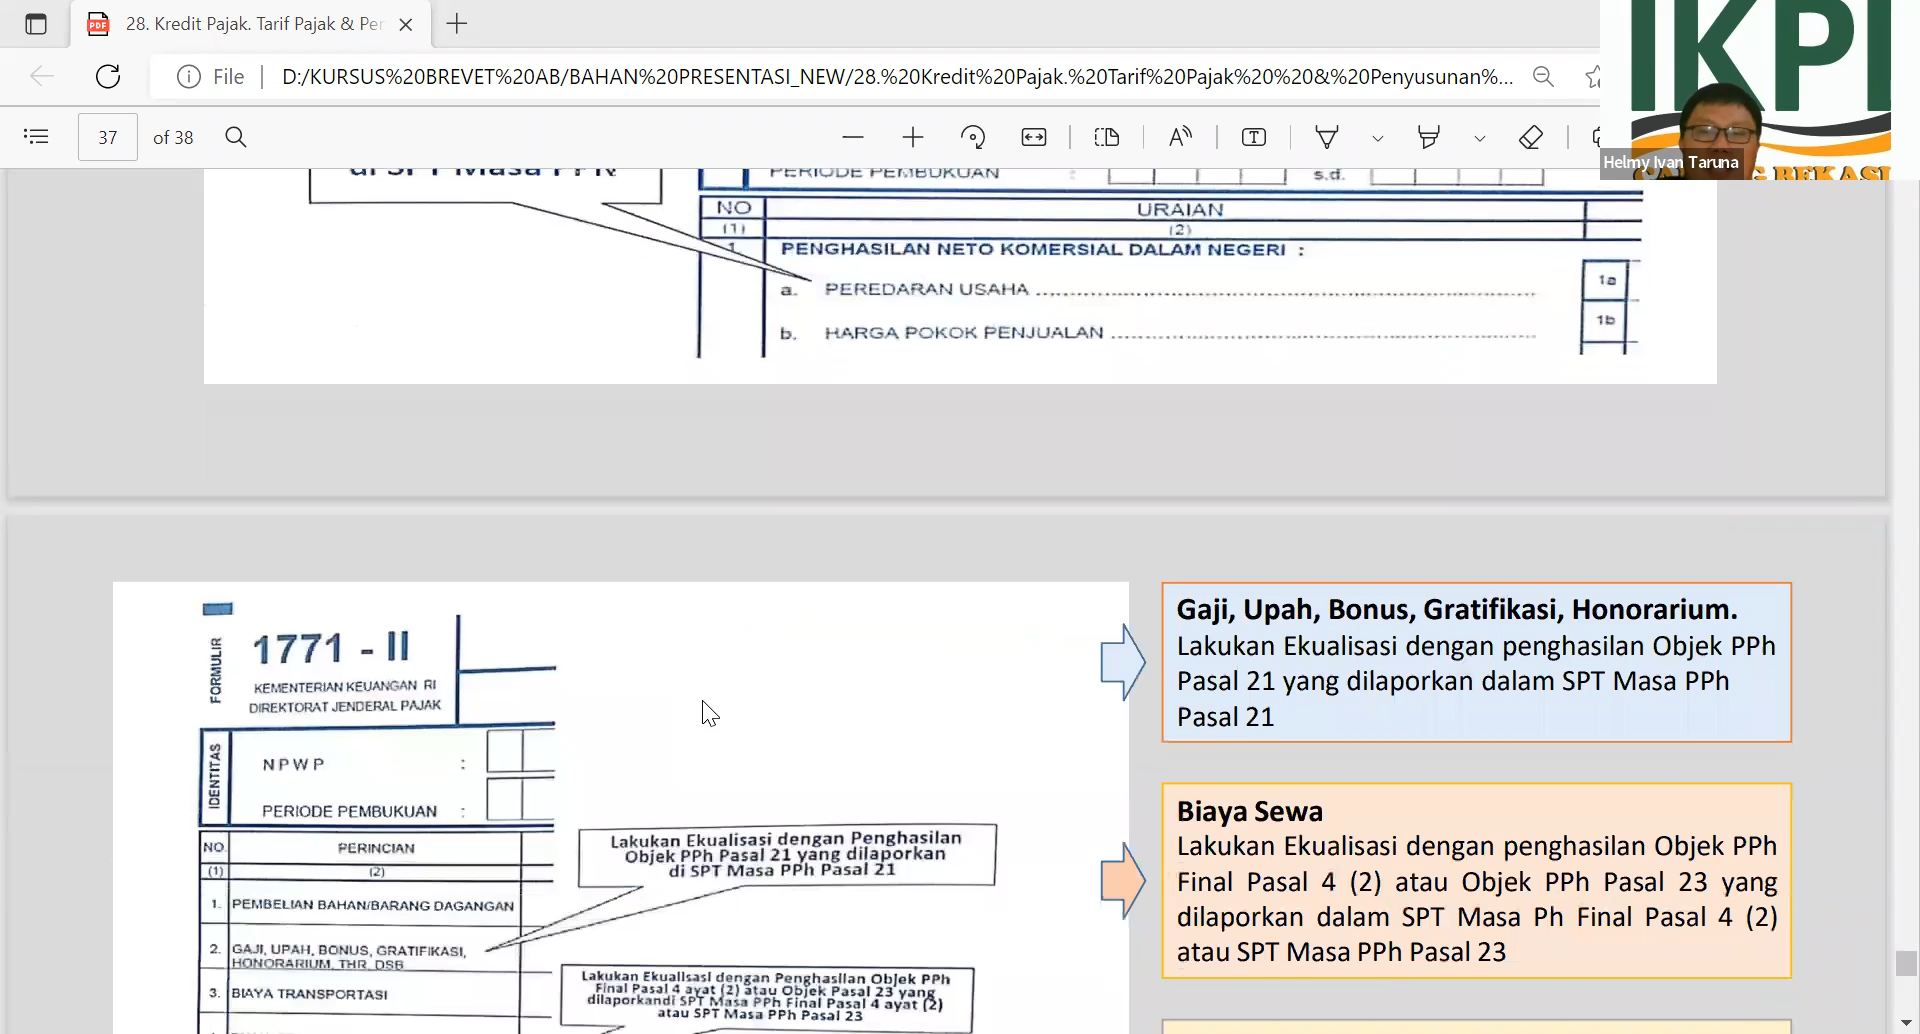 28. Kredit Pajak. Tarif Pajak & Per
File
D:/KURSUS%20BREVET%20AB/BAHAN%20PRESENTASI_NEW/28.%20Kredit%20Pajak.%20Tarif%20Pajak%20%20&%20Penyusunan%...
37 of 38
IKPI
Helmy Ivan Taruna
BEKASI
di SPT Masa PPN
PERIODE PEMBUKUAN : s.d.
NO URAIAN
(1) (2)
1. PENGHASILAN NETO KOMERSIAL DALAM NEGERI :
a. PEREDARAN USAHA 1a
b. HARGA POKOK PENJUALAN 1b
FORMULIR
1771 - II
KEMENTERIAN KEUANGAN RI
DIREKTORAT JENDERAL PAJAK
IDENTITAS
N P W P :
PERIODE PEMBUKUAN :
NO. PERINCIAN
(1) (2)
1. PEMBELIAN BAHAN/BARANG DAGANGAN
2. GAJI, UPAH, BONUS, GRATIFIKASI,
HONORARIUM, THR, DSB
3. BIAYA TRANSPORTASI
Lakukan Ekualisasi dengan Penghasilan
Objek PPh Pasal 21 yang dilaporkan
di SPT Masa PPh Pasal 21
Lakukan Ekualisasi dengan Penghasilan Objek PPh
Final Pasal 4 ayat (2) atau Objek Pasal 23 yang
dilaporkandi SPT Masa PPh Final Pasal 4 ayat (2)
atau SPT Masa PPh Pasal 23
Gaji, Upah, Bonus, Gratifikasi, Honorarium.
Lakukan Ekualisasi dengan penghasilan Objek PPh
Pasal 21 yang dilaporkan dalam SPT Masa PPh
Pasal 21
Biaya Sewa
Lakukan Ekualisasi dengan penghasilan Objek PPh
Final Pasal 4 (2) atau Objek PPh Pasal 23 yang
dilaporkan dalam SPT Masa Ph Final Pasal 4 (2)
atau SPT Masa PPh Pasal 23